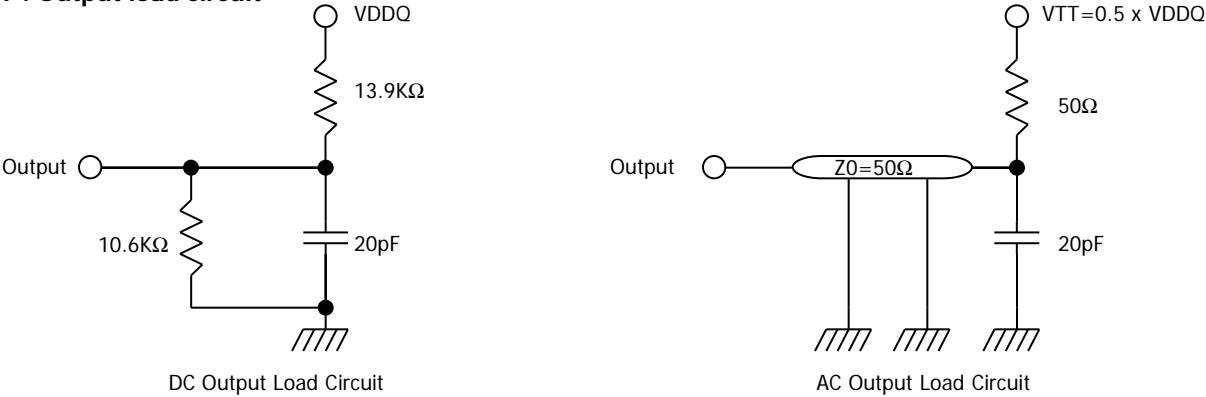 Output load circuit
VDDQ
13.9KΩ
Output
10.6KΩ
20pF
DC Output Load Circuit
VTT=0.5 x VDDQ
50Ω
Output
Z0=50Ω
20pF
AC Output Load Circuit